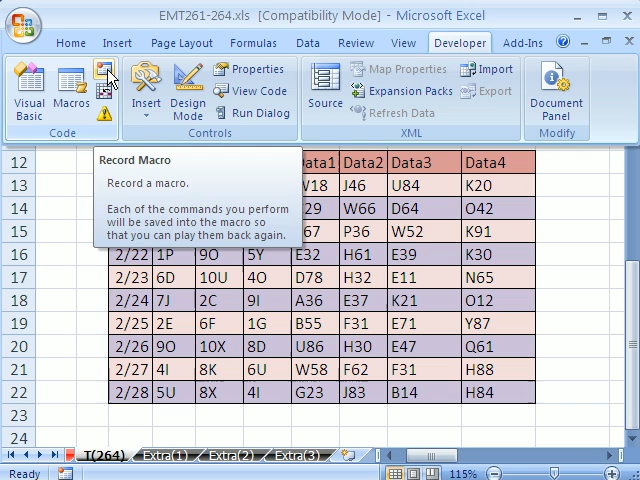 EMT261-264.xls [Compatibility Mode] - Microsoft Excel
Home Insert Page Layout Formulas Data Review View Developer Add-Ins
Visual Basic Macros
Code
Insert Design Mode Properties View Code Run Dialog
Controls
Source Map Properties Expansion Packs Refresh Data Import Export
XML
Document Panel
Modify
Record Macro
Record a macro.
Each of the commands you perform
will be saved into the macro so
that you can play them back again.
12 Data1 Data2 Data3 Data4
13 W18 J46 U84 K20
14 29 W66 D64 O42
15 67 P36 W52 K91
16 2/22 1P 9O 5Y E32 H61 E39 K30
17 2/23 6D 10U 4O D78 H32 E11 N65
18 2/24 7J 2C 9I A36 E37 K21 O12
19 2/25 2E 6F 1G B55 F31 E71 Y87
20 2/26 9O 10X 8D U86 H30 E47 Q61
21 2/27 4I 8K 6U W58 F62 F31 H88
22 2/28 5U 8X 4I G23 J83 B14 H84
23
24
T(264) Extra(1) Extra(2) Extra(3)
Ready 115%